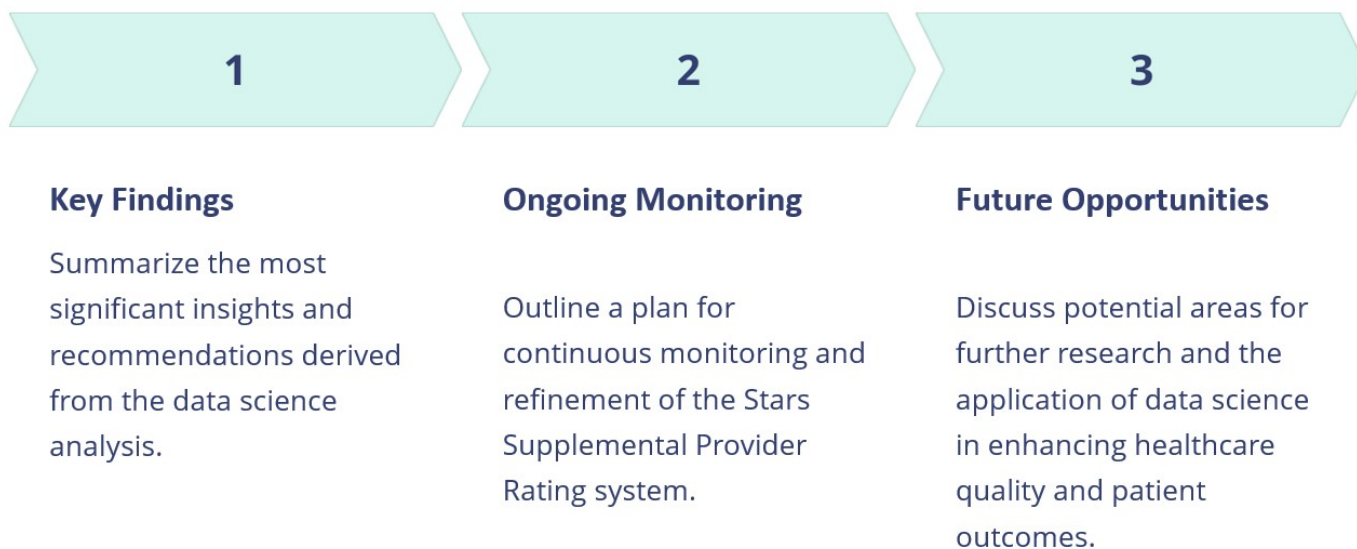 1
2
3
Key Findings
Summarize the most
significant insights and
recommendations derived
from the data science
analysis.
Ongoing Monitoring
Outline a plan for
continuous monitoring and
refinement of the Stars
Supplemental Provider
Rating system.
Future Opportunities
Discuss potential areas for
further research and the
application of data science
in enhancing healthcare
quality and patient
outcomes.